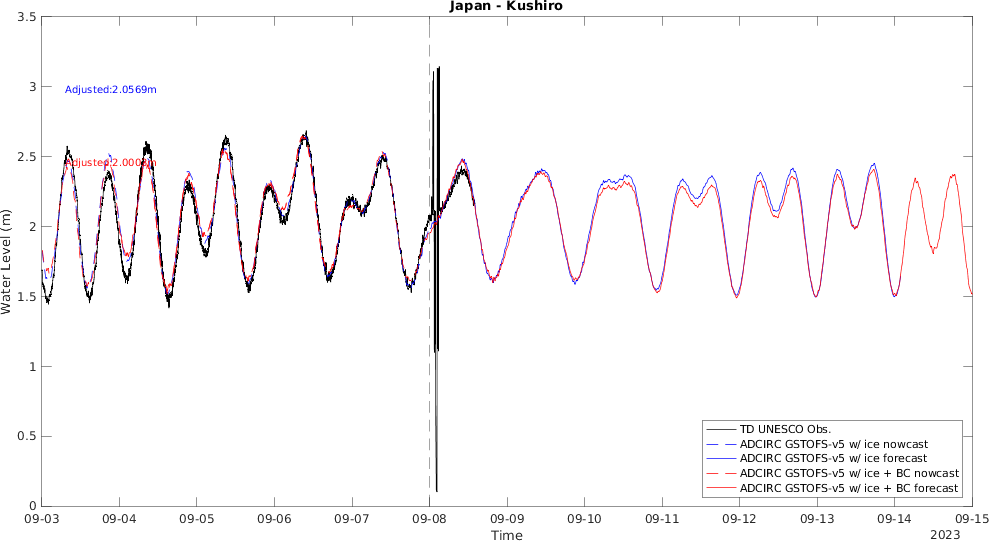 Japan - Kushiro
3.5
3
2.5
2
1.5
1
0.5
0
Water Level (m)
Adjusted:2.0569m
Adjusted:2.0003m
TD UNESCO Obs.
ADCIRC GSTOFS-v5 w/ ice nowcast
ADCIRC GSTOFS-v5 w/ ice forecast
ADCIRC GSTOFS-v5 w/ ice + BC nowcast
ADCIRC GSTOFS-v5 w/ ice + BC forecast
09-03 09-04 09-05 09-06 09-07 09-08 09-09 09-10 09-11 09-12 09-13 09-14 09-15
Time
2023